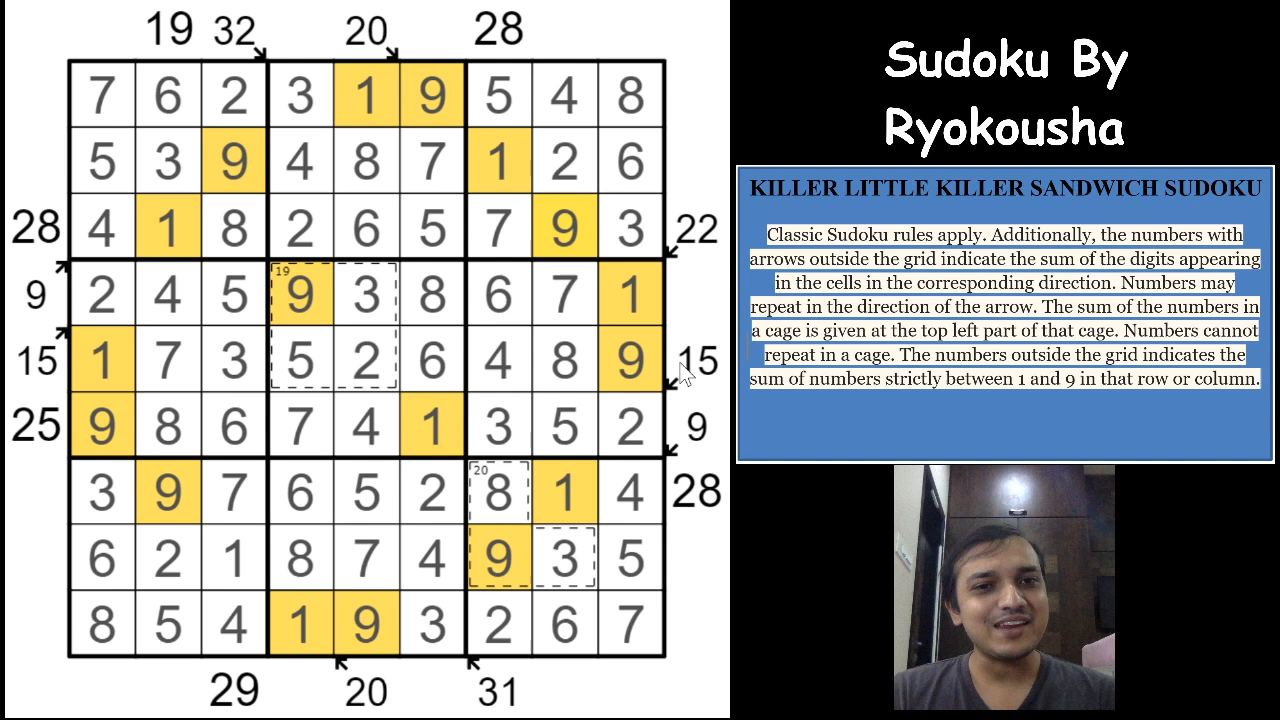 19 32 20 28
Sudoku By
Ryokousha
7 6 2 3 1 9 5 4 8
5 3 9 4 8 7 1 2 6
KILLER LITTLE KILLER SANDWICH SUDOKU
28 4 1 8 2 6 5 7 9 3 22
Classic Sudoku rules apply. Additionally, the numbers with
arrows outside the grid indicate the sum of the digits appearing
in the cells in the corresponding direction. Numbers may
repeat in the direction of the arrow. The sum of the numbers in
a cage is given at the top left part of that cage. Numbers cannot
repeat in a cage. The numbers outside the grid indicates the
sum of numbers strictly between 1 and 9 in that row or column.
19
9 2 4 5 9 3 8 6 7 1
15 1 7 3 5 2 6 4 8 9 15
25 9 8 6 7 4 1 3 5 2 9
20
3 9 7 6 5 2 8 1 4 28
6 2 1 8 7 4 9 3 5
8 5 4 1 9 3 2 6 7
29 20 31